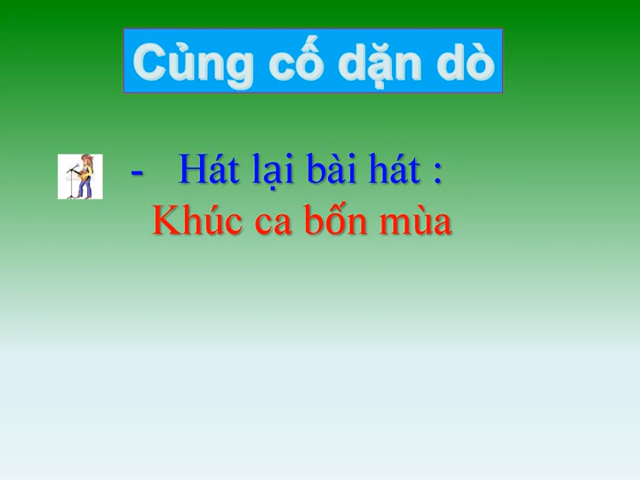 Củng cố dặn dò
- Hát lại bài hát :
Khúc ca bốn mùa